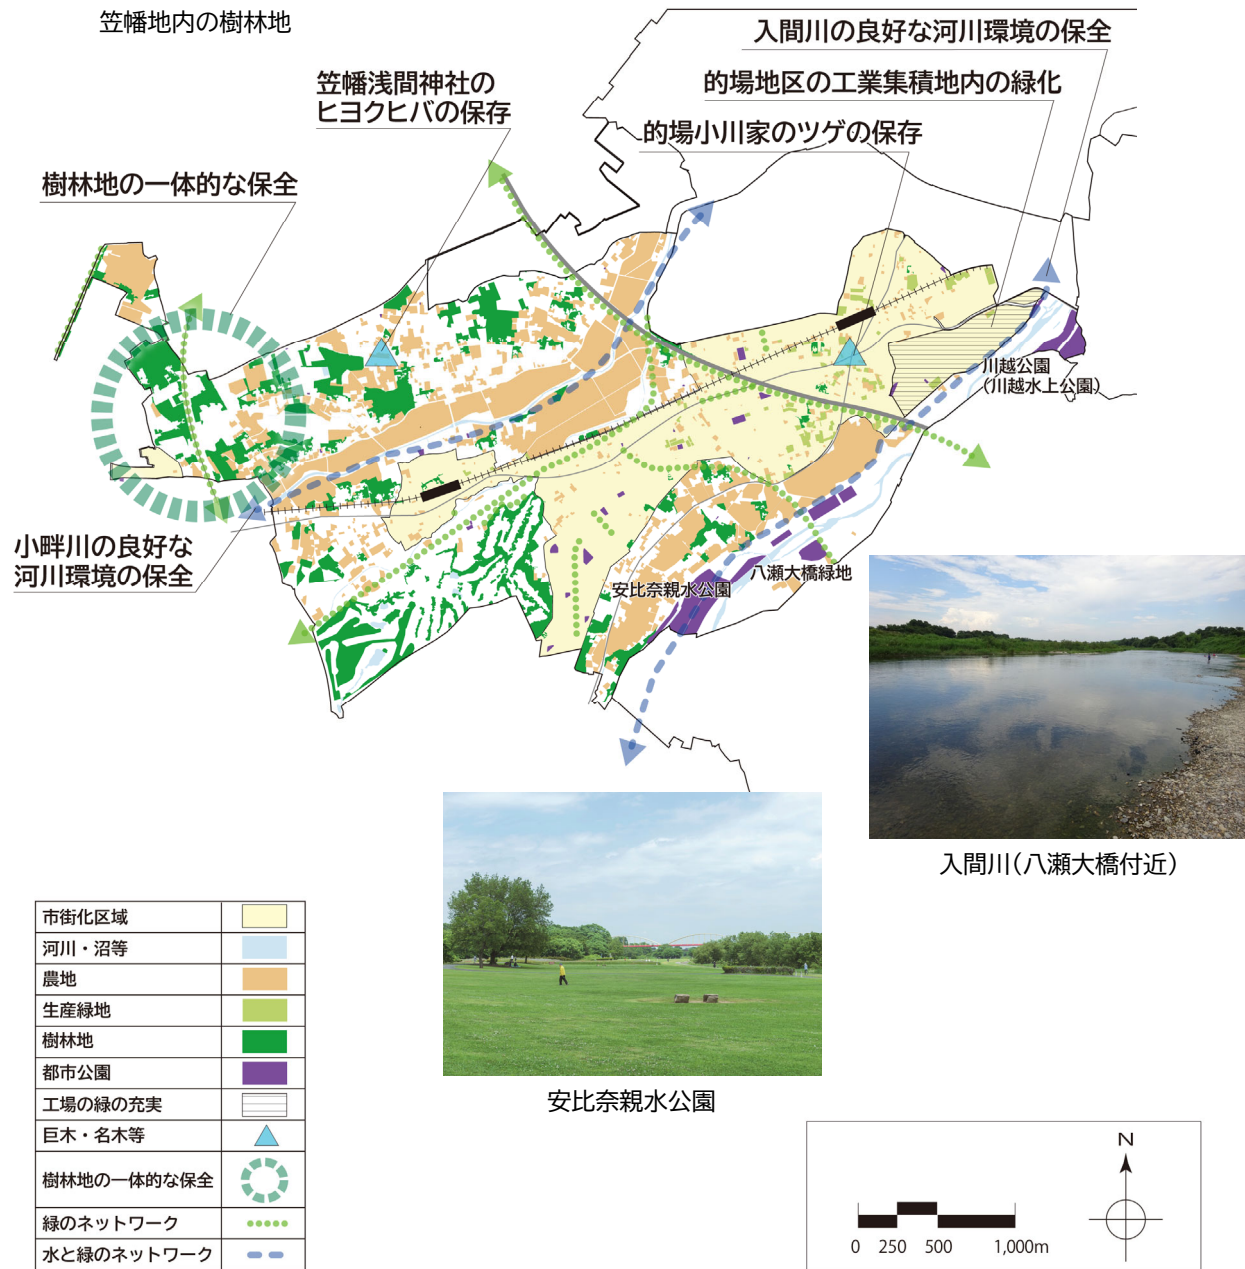 笠幡地内の樹林地
入間川の良好な河川環境の保全
笠幡浅間神社の
ヒヨクヒバの保存
的場地区の工業集積地内の緑化
的場小川家のツゲの保存
樹林地の一体的な保全
川越公園
（川越水上公園）
小畔川の良好な
河川環境の保全
八瀬大橋緑地
安比奈親水公園
入間川（八瀬大橋付近）
安比奈親水公園
市街化区域
河川・沼等
農地
生産緑地
樹林地
都市公園
工場の緑の充実
巨木・名木等
樹林地の一体的な保全
緑のネットワーク
水と緑のネットワーク
N
0 250 500 1,000m